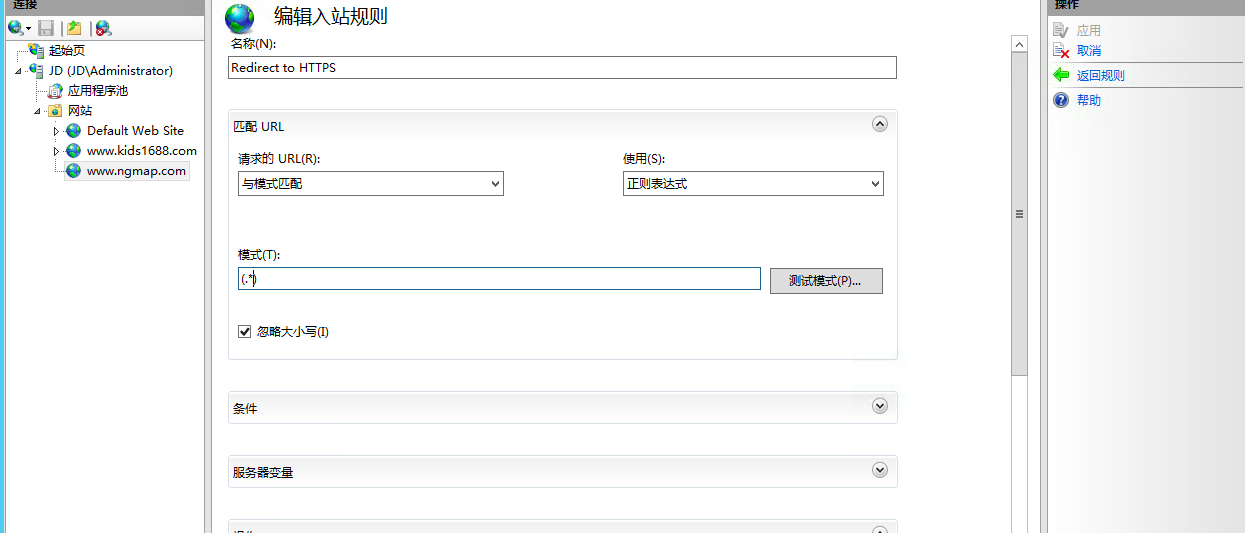 连接
起始页
JD (JD\Administrator)
应用程序池
网站
Default Web Site
www.kids1688.com
www.ngmap.com
编辑入站规则
名称(N):
Redirect to HTTPS
匹配 URL
请求的 URL(R):
使用(S):
与模式匹配
正则表达式
模式(T):
(.*)
测试模式(P)...
忽略大小写(I)
条件
服务器变量
操作
应用
取消
返回规则
帮助